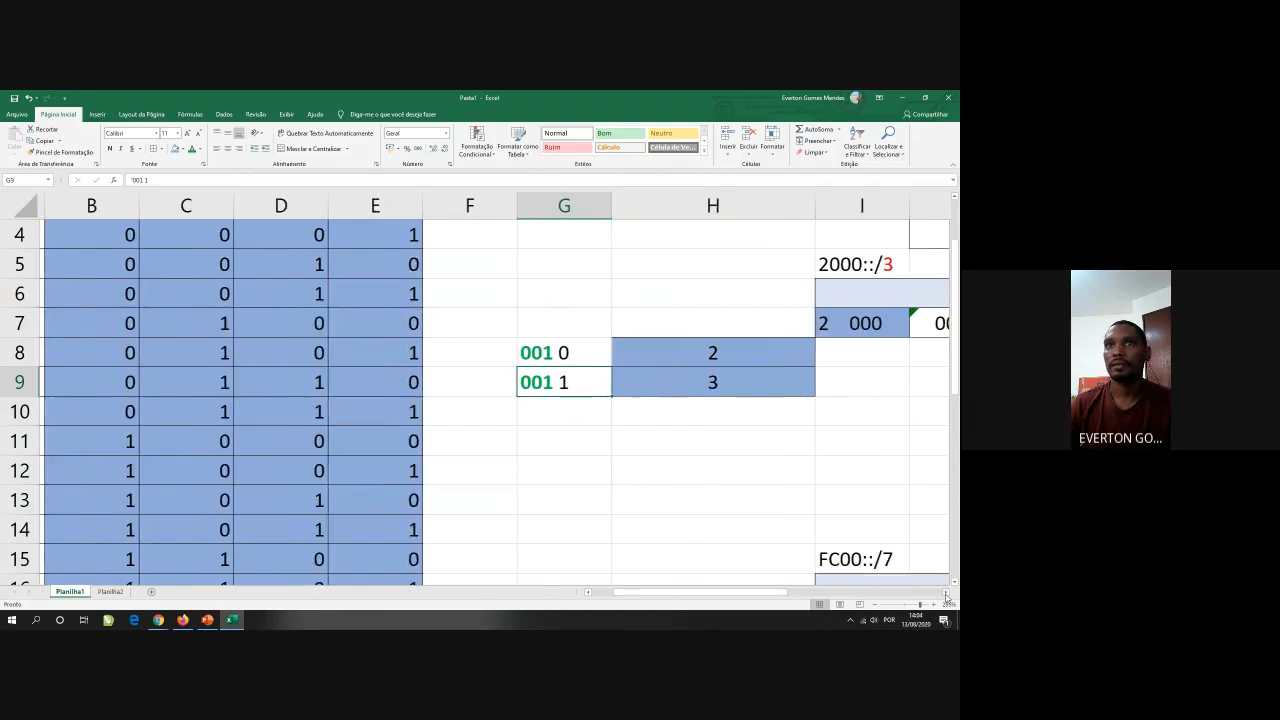 Pasta1 - Excel
Everton Gomes Mendes
Arquivo Página Inicial Inserir Layout da Página Fórmulas Dados Revisão Exibir Ajuda Diga-me o que você deseja fazer Compartilhar
Recortar
Copiar
Pincel de Formatação
Colar
Área de Transferência
Calibri 11
N I S
Fonte
Quebrar Texto Automaticamente
Mesclar e Centralizar
Alinhamento
Geral
Número
Formatação Condicional
Formatar como Tabela
Normal Bom Neutro
Ruim Cálculo Célula de Ve...
Estilos
Inserir Excluir Formatar
Células
AutoSoma
Preencher
Limpar
Classificar e Filtrar
Localizar e Selecionar
Edição
G9 '001 1
B C D E F G H I
4 0 0 0 1
5 0 0 1 0 2000::/3
6 0 0 1 1
7 0 1 0 0 2 000 00
8 0 1 0 1 001 0 2
9 0 1 1 0 001 1 3
10 0 1 1 1
11 1 0 0 0
12 1 0 0 1
13 1 0 1 0
14 1 0 1 1
15 1 1 0 0 FC00::/7
Planilha1 Planilha2
Pronto
POR
14:04
13/08/2020
EVERTON GO...